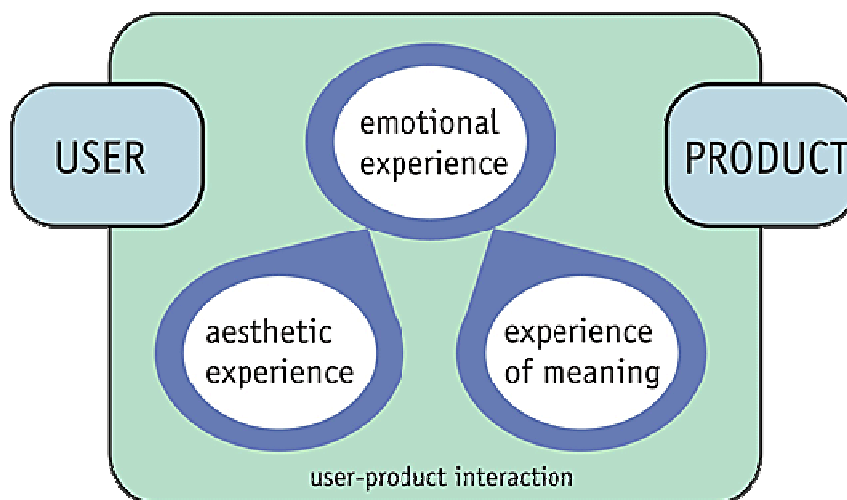 emotional
experience
USER
PRODUCT
aesthetic
experience
experience
of meaning
user-product interaction